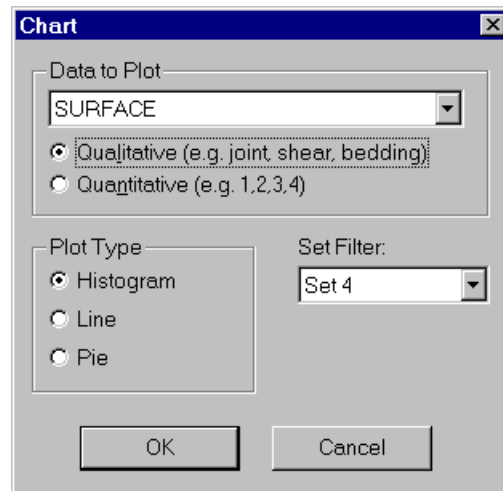 Chart
Data to Plot
SURFACE
Qualitative (e.g. joint, shear, bedding)
Quantitative (e.g. 1,2,3,4)
Plot Type
Histogram
Line
Pie
Set Filter:
Set 4
OK
Cancel